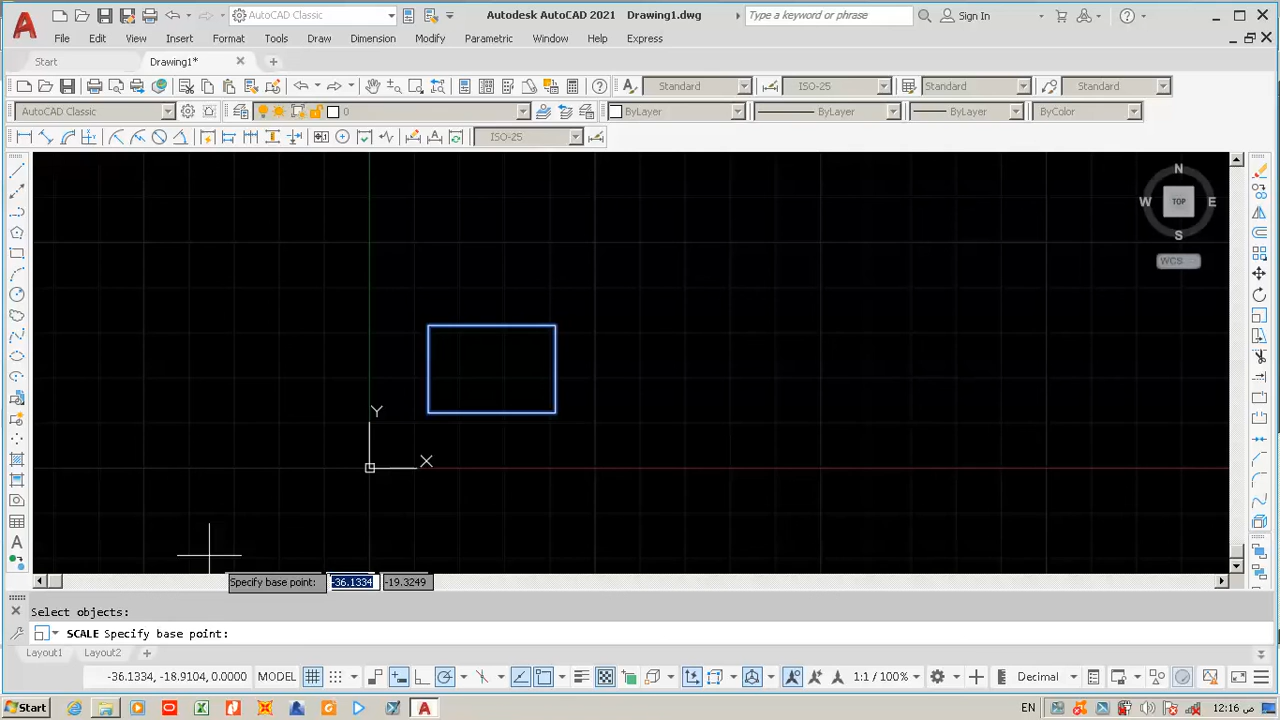 AutoCAD Classic
Autodesk AutoCAD 2021 Drawing1.dwg
Type a keyword or phrase
Sign In
File Edit View Insert Format Tools Draw Dimension Modify Parametric Window Help Express
Start Drawing1*
Standard ISO-25 Standard Standard
AutoCAD Classic 0 ByLayer ByLayer ByLayer ByColor
ISO-25
N
W TOP E
S
WCS
Y
X
Specify base point: -36.1334 -19.3249
Select objects:
SCALE Specify base point:
Layout1 Layout2
-36.1334, -18.9104, 0.0000 MODEL 1:1 / 100% Decimal
Start EN 12:16 ص